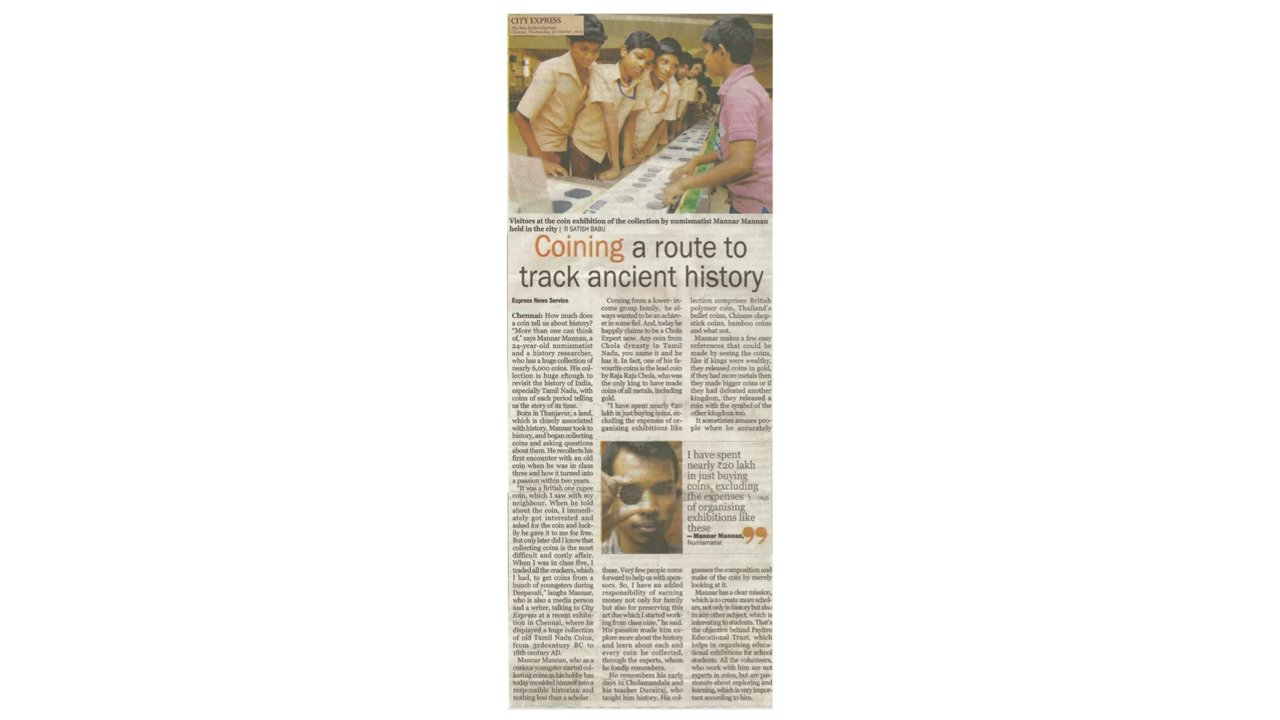 CITY EXPRESS
The New Indian Express
Chennai, Wednesday,
Visitors at the coin exhibition of the collection by numismatist Mannar Mannan
held in the city | R SATISH BABU
Coining a route to
track ancient history
Express News Service
Chennai: How much does
a coin tell us about history?
“More than one can think
of,” says Mannar Mannan, a
24-year-old numismatist
and a history researcher,
who has a huge collection of
nearly 6,000 coins. His col-
lection is huge enough to
revisit the history of India,
especially Tamil Nadu, with
coins of each period telling
us the story of its time.
Born in Thanjavur, a land,
which is closely associated
with history, Mannar took to
history, and began collecting
coins and asking questions
about them. He recollects his
first encounter with an old
coin when he was in class
three and how it turned into
a passion within two years.
“It was a British one rupee
coin, which I saw with my
neighbour. When he told
about the coin, I immedi-
ately got interested and
asked for the coin and luck-
ily he gave it to me for free.
But only later did I know that
collecting coins is the most
difficult and costly affair.
When I was in class five, I
traded all the crackers, which
I had, to get coins from a
bunch of youngsters during
Deepavali,” laughs Mannar,
who is also a media person
and a writer, talking to City
Express at a recent exhibi-
tion in Chennai, where he
displayed a huge collection
of old Tamil Nadu Coins,
from 3rdcentury BC to
18th century AD.
Mannar Mannan, who as a
curious youngster started col-
lecting coins as his hobby has
today moulded himself into a
responsible historian and
nothing less than a scholar.
Coming from a lower- in-
come group family, he al-
ways wanted to be an achiev-
er in some fiel. And, today he
happily claims to be a Chola
Expert now. Any coin from
Chola dynasty in Tamil
Nadu, you name it and he
has it. In fact, one of his fa-
vourite coins is the lead coin
by Raja Raja Chola, who was
the only king to have made
coins of all metals, including
gold.
“I have spent nearly ₹20
lakh in just buying coins, ex-
cluding the expenses of or-
ganising exhibitions like
these. Very few people come
forward to help us with spon-
sors. So, I have an added
responsibility of earning
money not only for family
but also for preserving this
art due which I started work-
ing from class nine,” he said.
His passion made him ex-
plore more about the history
and learn about each and
every coin he collected,
through the experts, whom
he fondly remembers.
He remembers his early
days in Cholamandala and
his teacher Durairaj, who
taught him history. His col-
lection comprises British
polymer coin, Thailand's
bullet coins, Chinese chop-
stick coins, bamboo coins
and what not.
Mannar makes a few easy
references that could be
made by seeing the coins,
like if kings were wealthy,
they released coins in gold,
if they had more metals then
they made bigger coins or if
they had defeated another
kingdom, they released a
coin with the symbol of the
other kingdom too.
It sometimes amazes peo-
ple when he accurately
I have spent
nearly ₹20 lakh
in just buying
coins, excluding
the expenses
of organising
exhibitions like
these
— Mannar Mannan,
Numismatist
guesses the composition and
make of the coin by merely
looking at it.
Mannar has a clear mission,
which is to create more schol-
ars, not only in history but also
in any other subject, which is
interesting to students. That's
the objective behind Payitru
Educational Trust, which
helps in organising educa-
tional exhibitions for school
students. All the volunteers,
who work with him are not
experts in coins, but are pas-
sionate about exploring and
learning, which is very impor-
tant according to him.